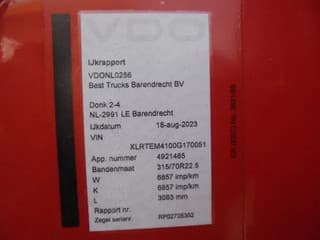 VDO
IJkrapport
VDONL0256
Best Trucks Barendrecht BV
Donk 2-4
NL-2991 LE Barendrecht
IJkdatum 18-aug-2023
VIN
XLRTEM4100G170051
App. nummer 4921485
Bandenmaat 315/70R22.5
W 6857 imp/km
K 6857 imp/km
L 3083 mm
Rapport nr.
Zegel serienr. RP02705302